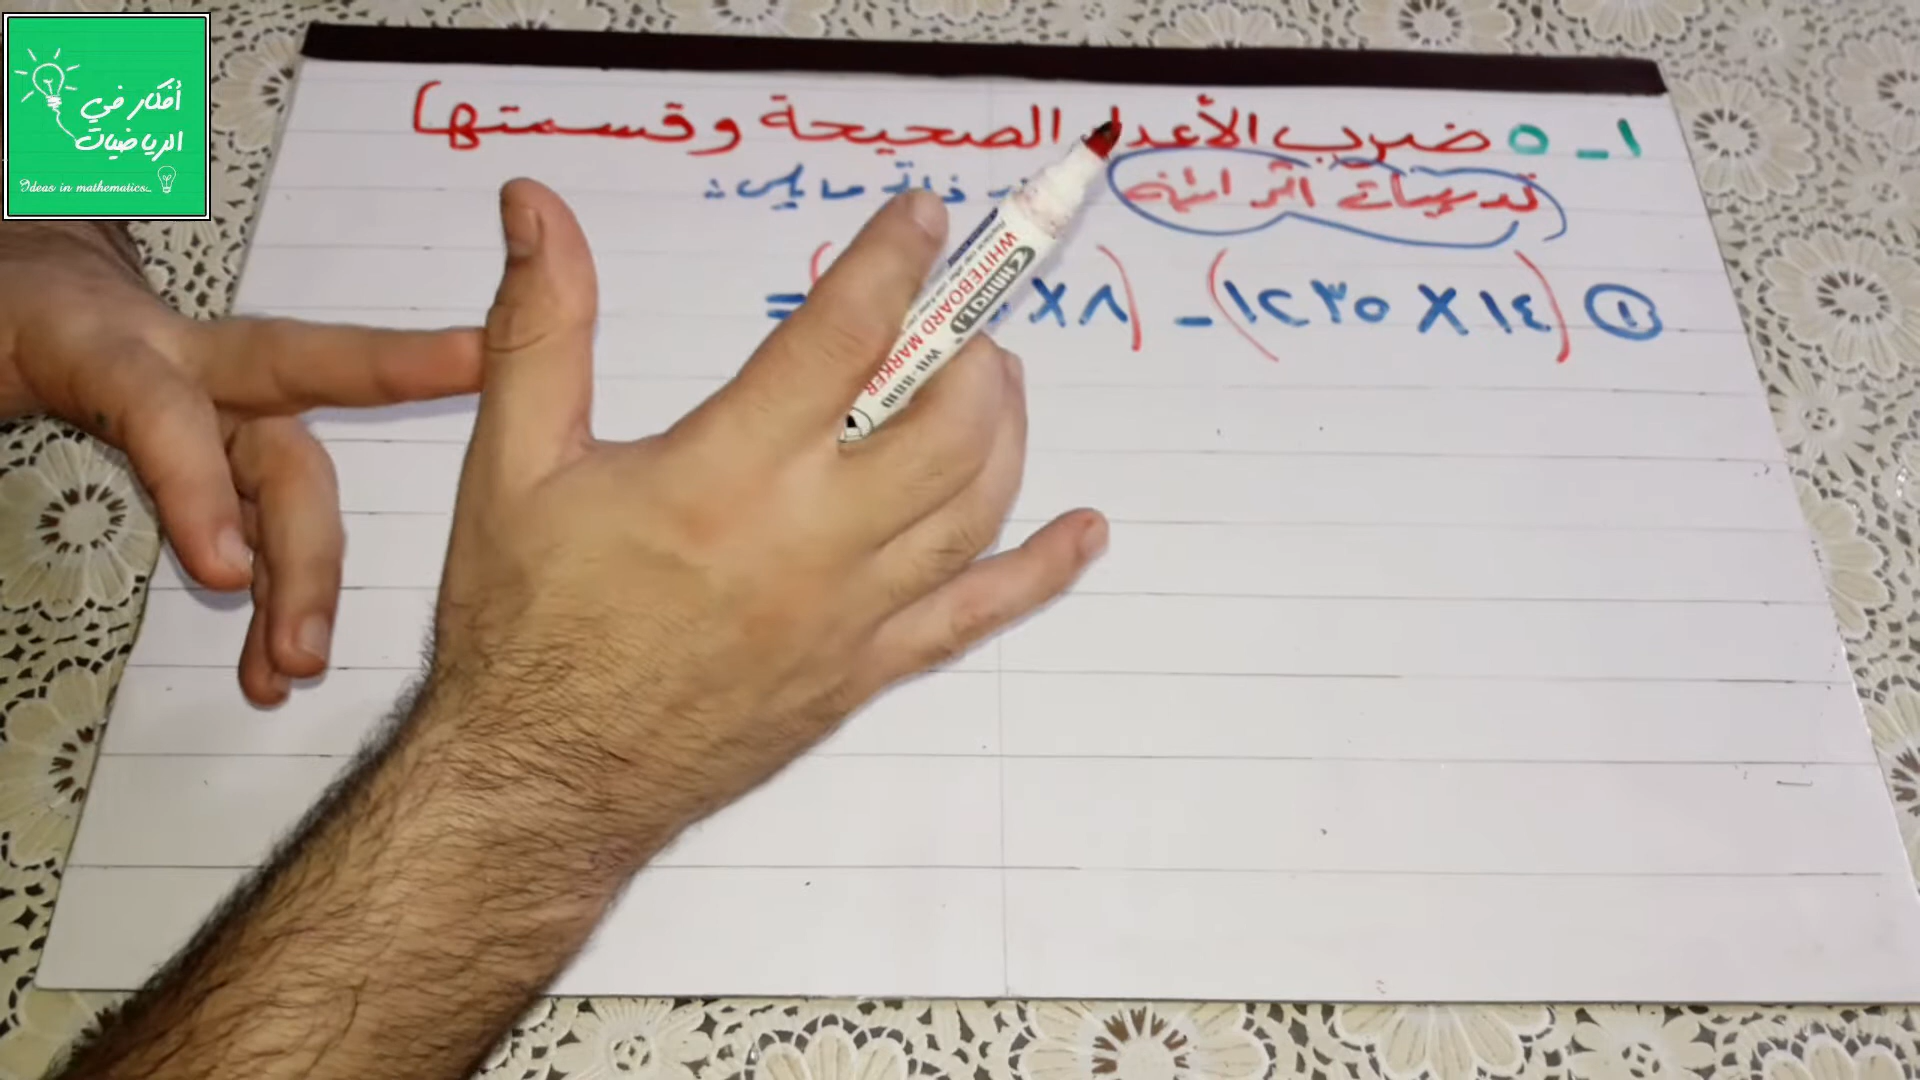 أفكار في
الرياضيات
Ideas in mathematics..
١ - ٥ ضرب الأعداد الصحيحة وقسمتها
تدريبات اثرائية ما يلي:
① (١٤ × ١٢٣٥) - (٨ ×
=
WHITEBOARD MARKER